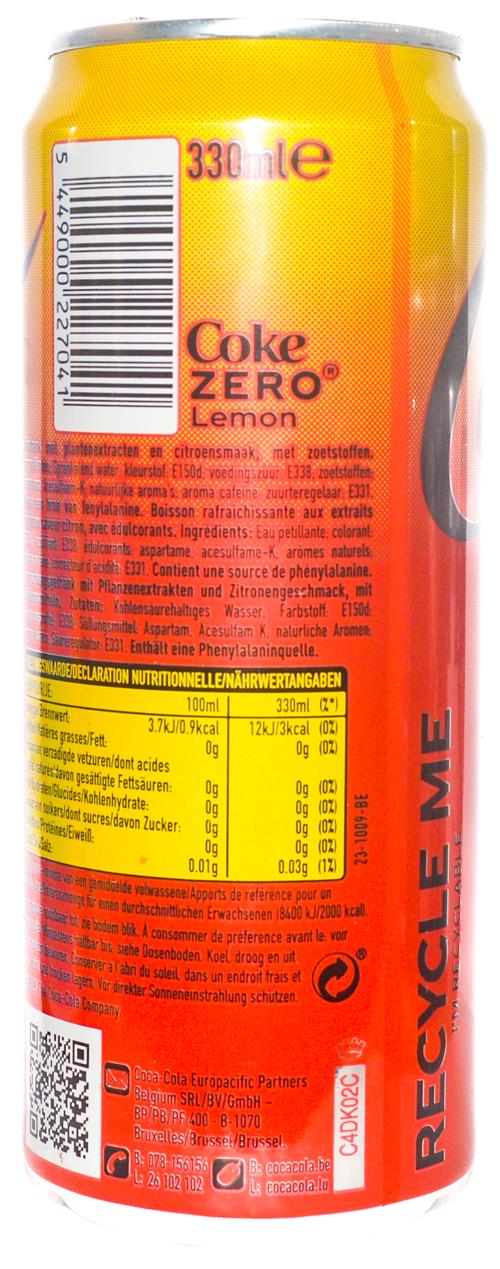 330ml e
5 449000 227041
Coke
ZERO®
Lemon
met plantenextracten en citroensmaak, met zoetstoffen.
water, kleurstof: E150d, voedingszuur: E338, zoetstoffen:
acesulfaam-K, natuurlijke aroma's, aroma cafeïne, zuurteregelaar: E331.
bron van fenylalanine. Boisson rafraîchissante aux extraits
saveur citron, avec édulcorants. Ingrédients: Eau pétillante; colorant:
E338; édulcorants: aspartame, acésulfame-K; arômes naturels;
correcteur d'acidité: E331. Contient une source de phénylalanine.
mit Pflanzenextrakten und Zitronengeschmack, mit
Zutaten: Kohlensäurehaltiges Wasser; Farbstoff: E150d;
E338; Süßungsmittel: Aspartam, Acesulfam K; natürliche Aromen;
Säureregulator: E331. Enthält eine Phenylalaninquelle.
DECLARATION NUTRITIONNELLE/NÄHRWERTANGABEN
100ml 330ml (%*)
Brennwert: 3.7kJ/0.9kcal 12kJ/3kcal (0%)
Matières grasses/Fett: 0g 0g (0%)
verzadigde vetzuren/dont acides
davon gesättigte Fettsäuren: 0g 0g (0%)
Glucides/Kohlenhydrate: 0g 0g (0%)
suikers/dont sucres/davon Zucker: 0g 0g (0%)
Protéines/Eiweiß: 0g 0g (0%)
Salz: 0.01g 0.03g (1%)
23-1009-BE
van een gemiddelde volwassene/Apports de référence pour un
für einen durchschnittlichen Erwachsenen (8400 kJ/2000 kcal).
houdbaar tot: zie bodem blik. À consommer de préférence avant le: voir
Mindestens haltbar bis: siehe Dosenboden. Koel, droog en uit
bewaren. Conserver à l'abri du soleil, dans un endroit frais et
trocken lagern. Vor direkter Sonneneinstrahlung schützen.
The Coca-Cola Company.
Coca-Cola Europacific Partners
Belgium SRL/BV/GmbH -
BP/PB/PF 400 - B-1070
Bruxelles/Brussel/Brüssel.
B: 078-156156
L: 26 102 102
B: cocacola.be
L: cocacola.lu
C4DK02C
RECYCLE ME
I'M RECYCLABLE